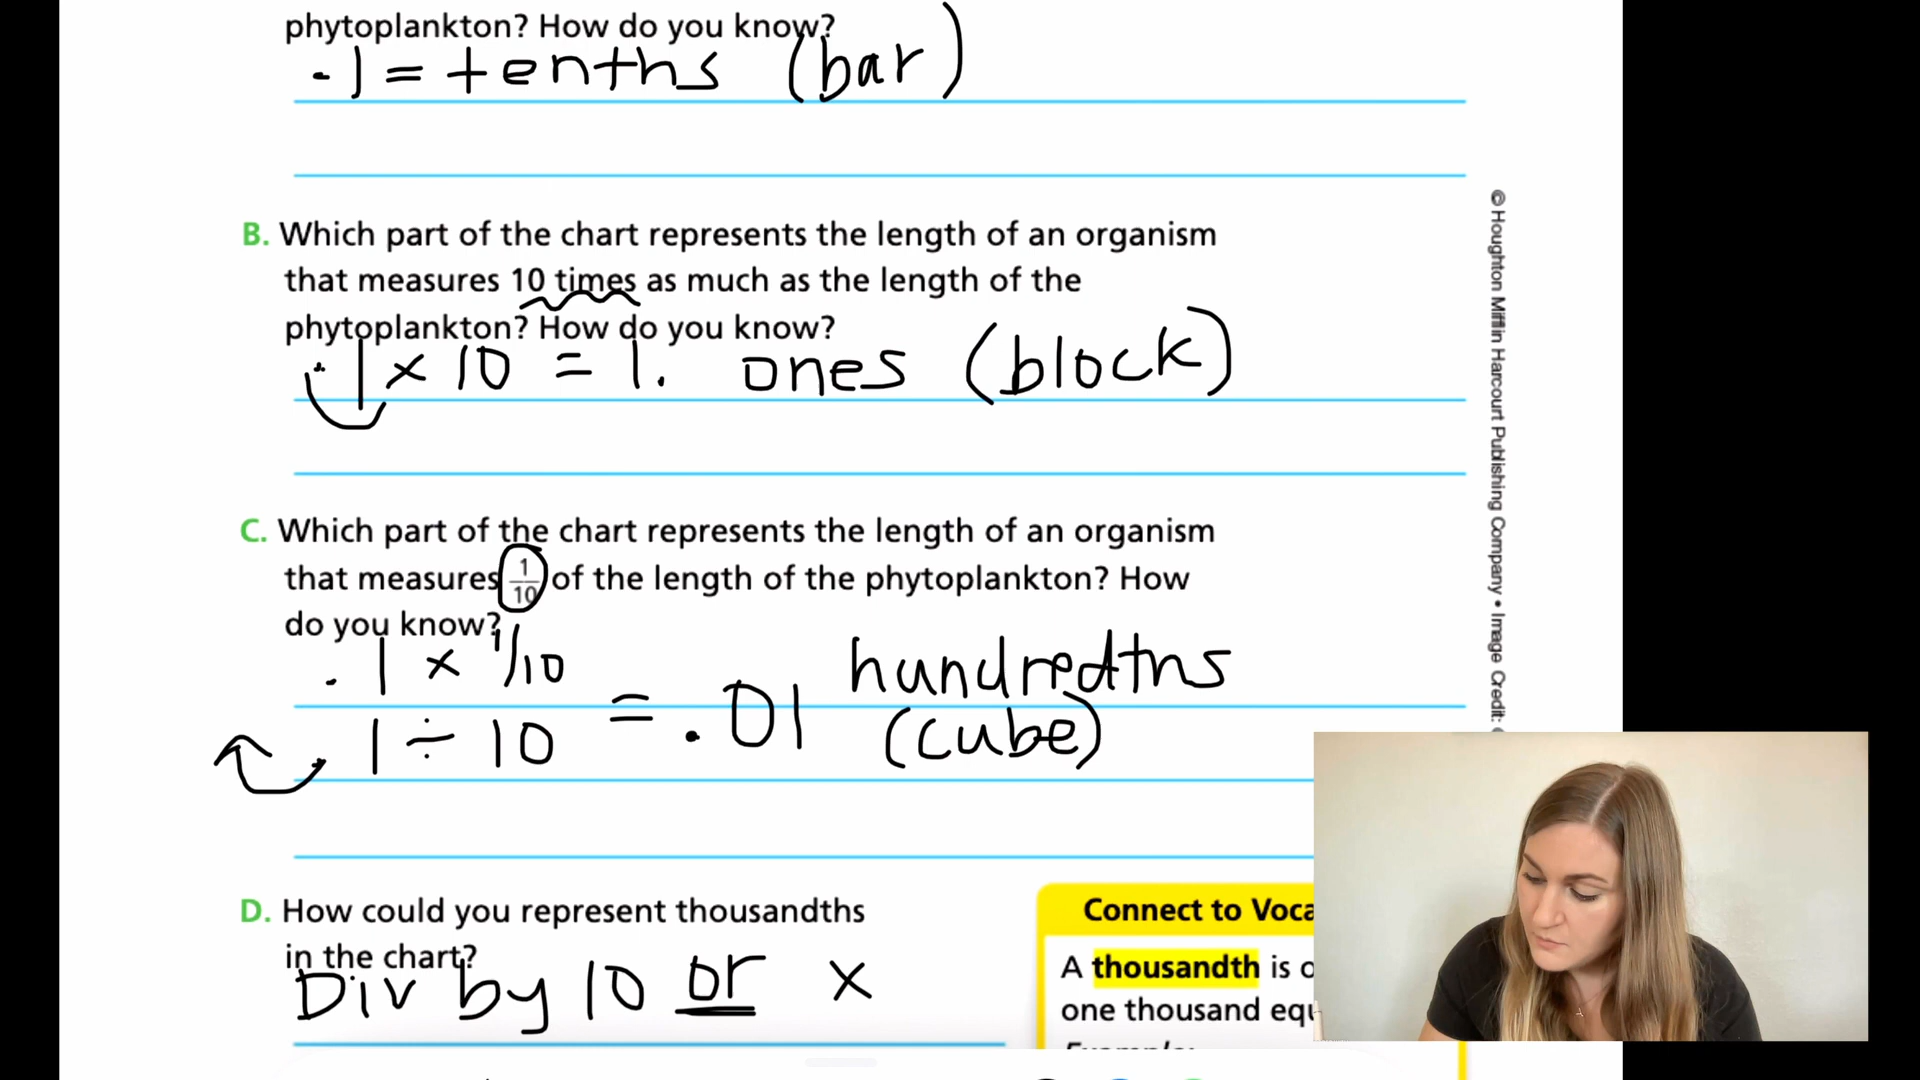 phytoplankton? How do you know?
.1 = tenths (bar)
B. Which part of the chart represents the length of an organism
that measures 10 times as much as the length of the
phytoplankton? How do you know?
.1 × 10 = 1. ones (block)
C. Which part of the chart represents the length of an organism
that measures 1/10 of the length of the phytoplankton? How
do you know?
.1 × 1/10
.1 ÷ 10 = .01 hundredths
(cube)
D. How could you represent thousandths
in the chart?
Div by 10 or ×
Connect to Voca
A thousandth is
one thousand equ
© Houghton Mifflin Harcourt Publishing Company • Image Credit: